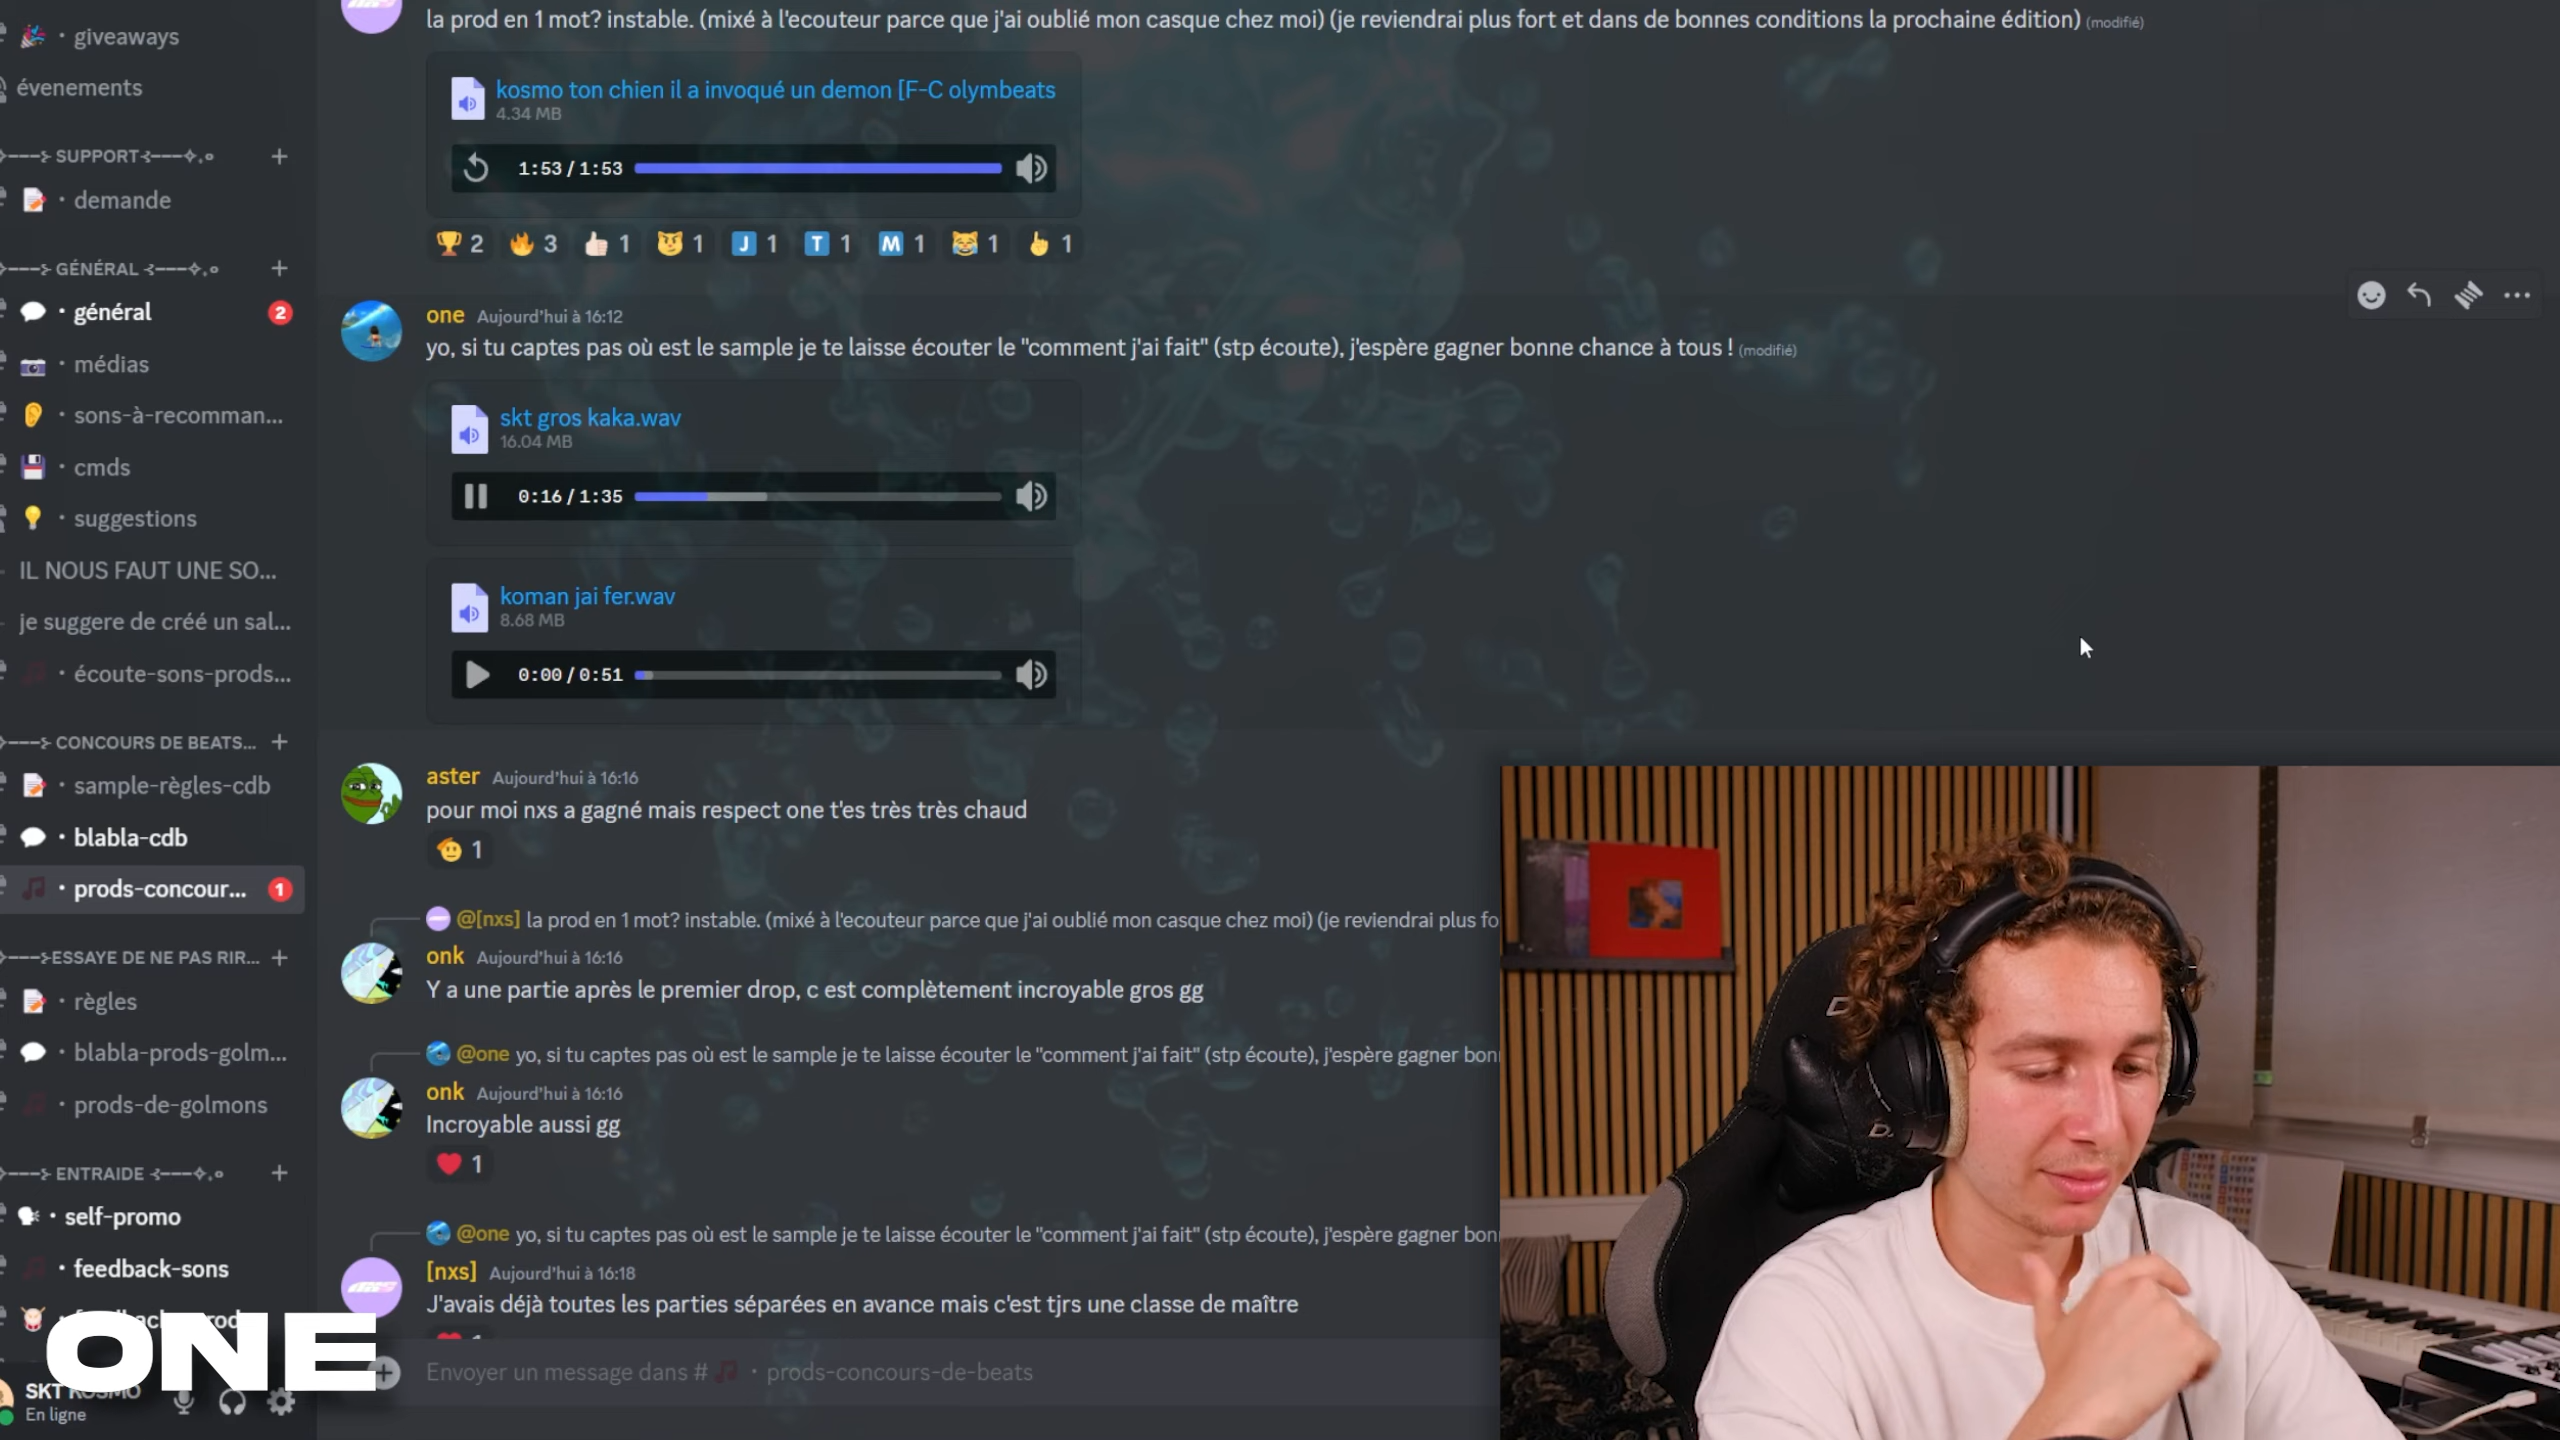 giveaways
évenements
SUPPORT
demande
GÉNÉRAL
général 2
médias
sons-à-recomman...
cmds
suggestions
IL NOUS FAUT UNE SO...
je suggere de créé un sal...
écoute-sons-prods...
CONCOURS DE BEATS...
sample-règles-cdb
blabla-cdb
prods-concour... 1
ESSAYE DE NE PAS RIR...
règles
blabla-prods-golm...
prods-de-golmons
ENTRAIDE
self-promo
feedback-sons
ONE
SKT KOSMO
En ligne
la prod en 1 mot? instable. (mixé à l'ecouteur parce que j'ai oublié mon casque chez moi) (je reviendrai plus fort et dans de bonnes conditions la prochaine édition) (modifié)
kosmo ton chien il a invoqué un demon [F-C olymbeats
4.34 MB
1:53 / 1:53
2 3 1 1 J 1 T 1 M 1 1 1
one Aujourd'hui à 16:12
yo, si tu captes pas où est le sample je te laisse écouter le "comment j'ai fait" (stp écoute), j'espère gagner bonne chance à tous ! (modifié)
skt gros kaka.wav
16.04 MB
0:16 / 1:35
koman jai fer.wav
8.68 MB
0:00 / 0:51
aster Aujourd'hui à 16:16
pour moi nxs a gagné mais respect one t'es très très chaud
1
@[nxs] la prod en 1 mot? instable. (mixé à l'ecouteur parce que j'ai oublié mon casque chez moi) (je reviendrai plus fo
onk Aujourd'hui à 16:16
Y a une partie après le premier drop, c est complètement incroyable gros gg
@one yo, si tu captes pas où est le sample je te laisse écouter le "comment j'ai fait" (stp écoute), j'espère gagner bon
onk Aujourd'hui à 16:16
Incroyable aussi gg
1
@one yo, si tu captes pas où est le sample je te laisse écouter le "comment j'ai fait" (stp écoute), j'espère gagner bon
[nxs] Aujourd'hui à 16:18
J'avais déjà toutes les parties séparées en avance mais c'est tjrs une classe de maître
Envoyer un message dans # prods-concours-de-beats